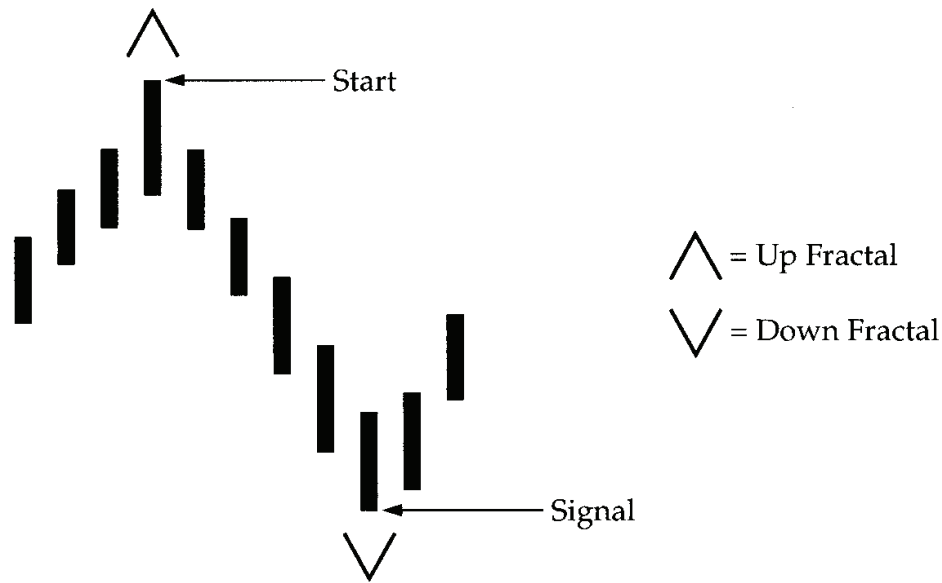 Start
= Up Fractal
= Down Fractal
Signal